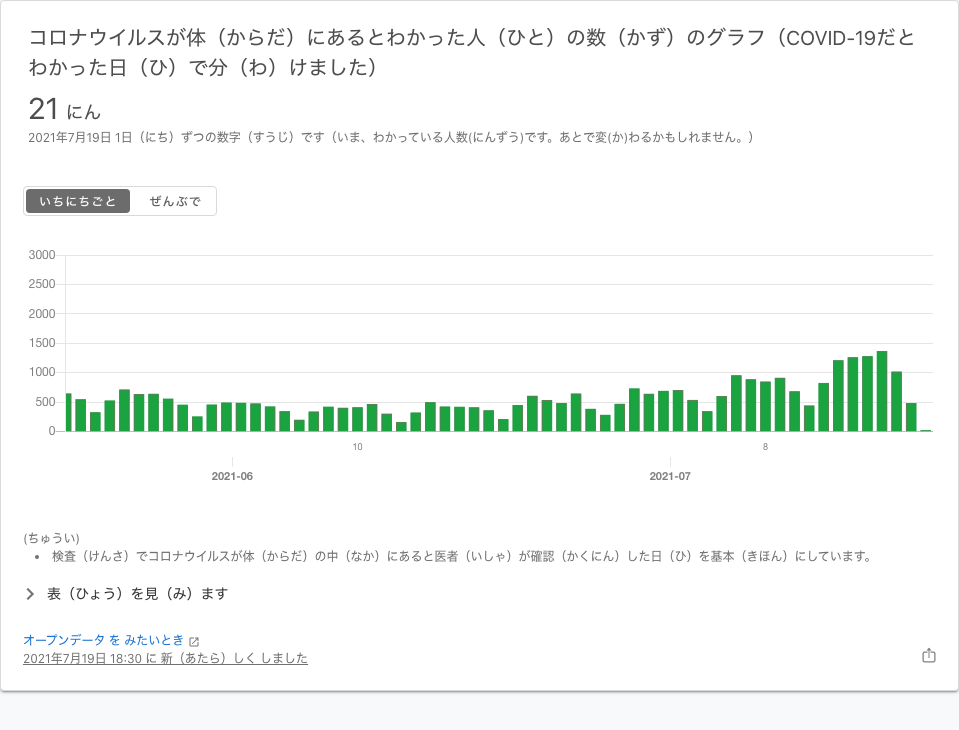 コロナウイルスが体（からだ）にあるとわかった人（ひと）の数（かず）のグラフ（COVID-19だと
わかった日（ひ）で分（わ）けました）
21 にん
2021年7月19日 1日（にち）ずつの数字（すうじ）です（いま、わかっている人数(にんずう)です。あとで変(か)わるかもしれません。）
いちにちごと ぜんぶで
3000
2500
2000
1500
1000
500
0
10 8
2021-06 2021-07
(ちゅうい)
• 検査（けんさ）でコロナウイルスが体（からだ）の中（なか）にあると医者（いしゃ）が確認（かくにん）した日（ひ）を基本（きほん）にしています。
表（ひょう）を見（み）ます
オープンデータ を みたいとき
2021年7月19日 18:30 に 新（あたら）しく しました